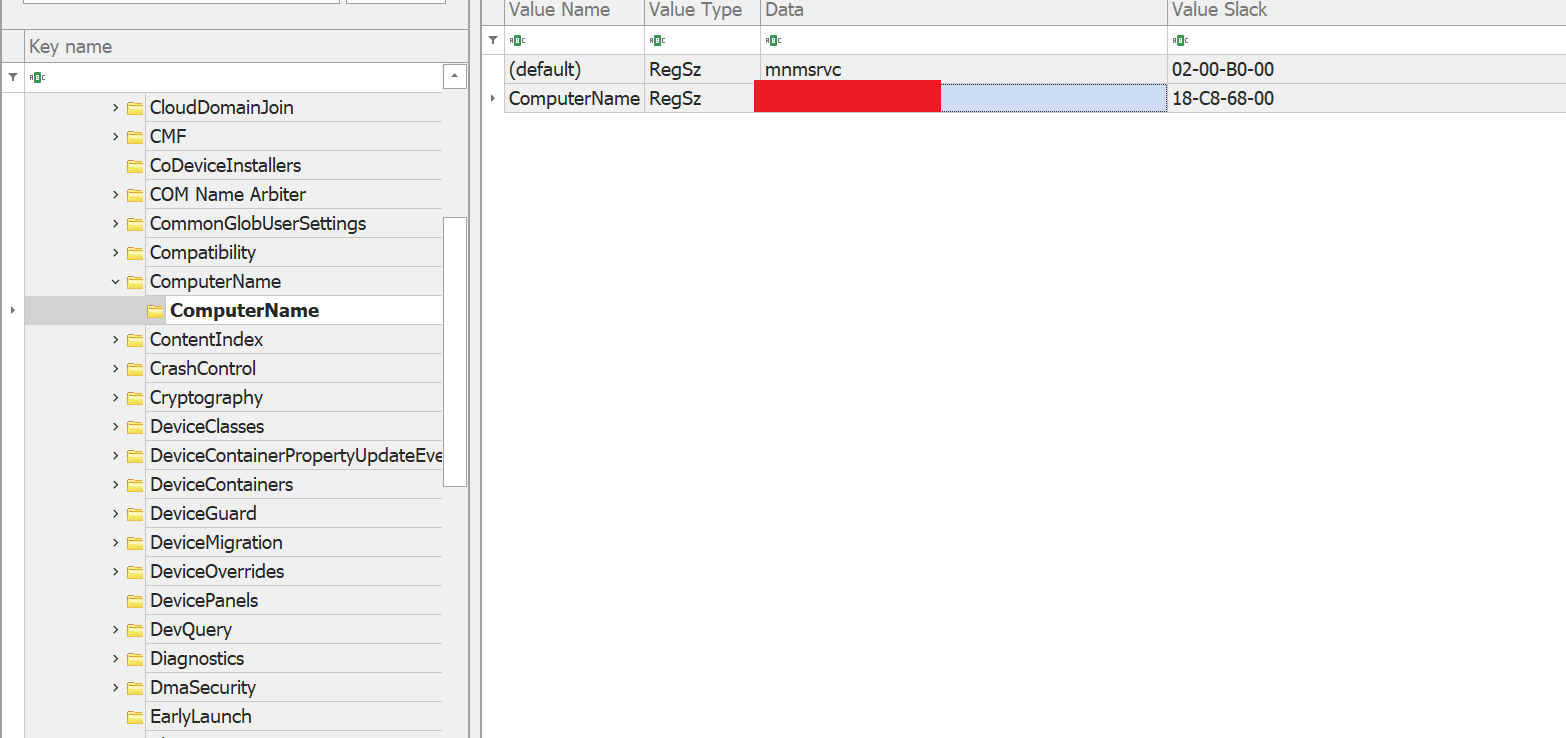 Key name
CloudDomainJoin
CMF
CoDeviceInstallers
COM Name Arbiter
CommonGlobUserSettings
Compatibility
ComputerName
ComputerName
ContentIndex
CrashControl
Cryptography
DeviceClasses
DeviceContainerPropertyUpdateEve
DeviceContainers
DeviceGuard
DeviceMigration
DeviceOverrides
DevicePanels
DevQuery
Diagnostics
DmaSecurity
EarlyLaunch
Value Name Value Type Data Value Slack
(default) RegSz mnmsrvc 02-00-B0-00
ComputerName RegSz 18-C8-68-00